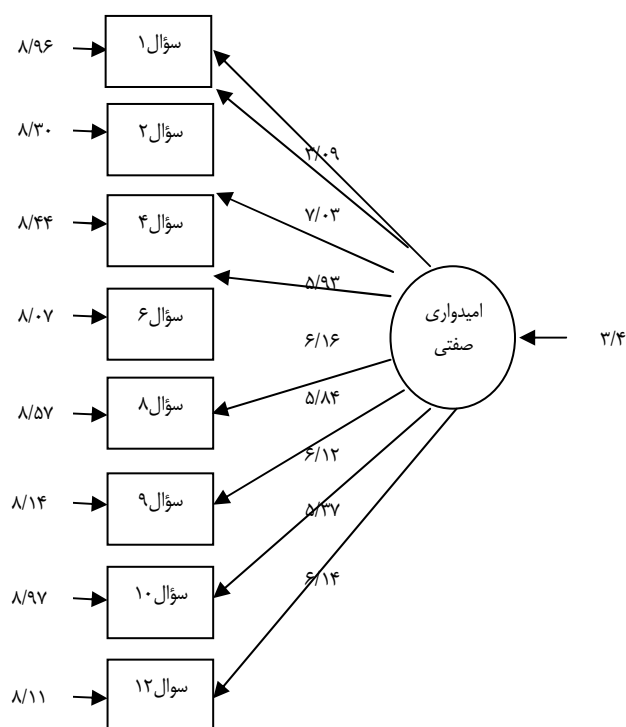 ۸/۹۶
سؤال۱
۸/۳۰
سؤال۲
۳/۰۹
۷/۰۳
۸/۴۴
سؤال۴
۵/۹۳
۸/۰۷
سؤال۶
امیدواری
صفتی
۳/۴
۶/۱۶
۸/۵۷
سؤال۸
۵/۸۴
۶/۱۲
۸/۱۴
سؤال۹
۵/۳۷
۸/۹۷
سؤال۱۰
۶/۱۴
۸/۱۱
سوال۱۲